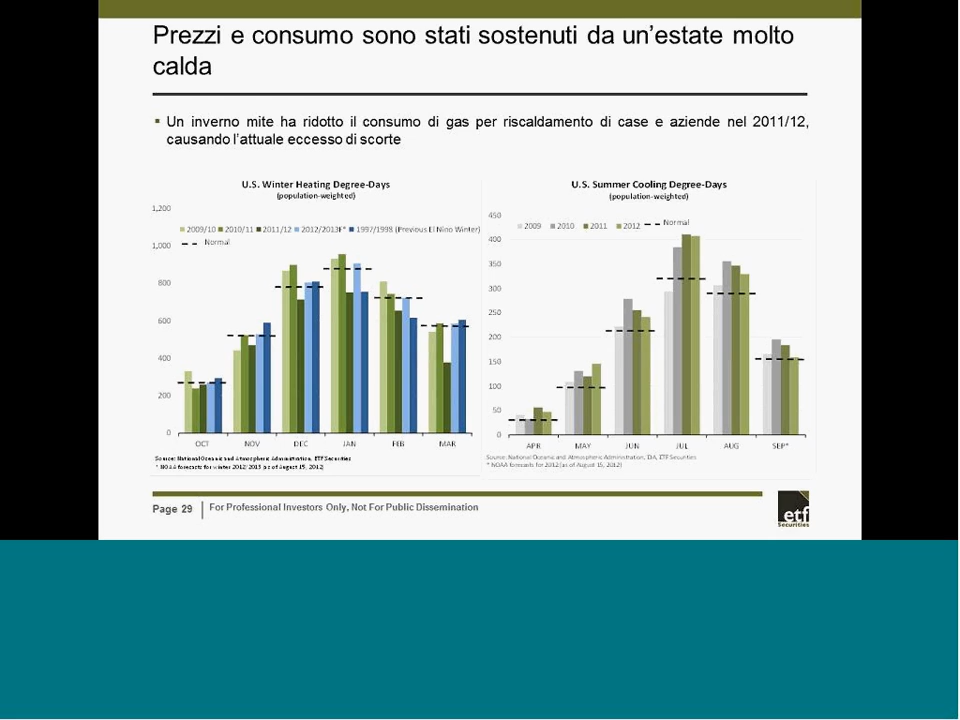 Prezzi e consumo sono stati sostenuti da un'estate molto
calda
▪ Un inverno mite ha ridotto il consumo di gas per riscaldamento di case e aziende nel 2011/12,
causando l'attuale eccesso di scorte
U.S. Winter Heating Degree-Days
(population-weighted)
1,200
2009/10 2010/11 2011/12 2012/2013F* 1997/1998 (Previous El Nino Winter)
Normal
1,000
800
600
400
200
0
OCT NOV DEC JAN FEB MAR
Source: National Oceanic and Atmospheric Administration, ETF Securities
* NOAA forecasts for winter 2012/2013 (as of August 15, 2012)
U.S. Summer Cooling Degree-Days
(population-weighted)
450
2009 2010 2011 2012 Normal
400
350
300
250
200
150
100
50
0
APR MAY JUN JUL AUG SEP*
Source: National Oceanic and Atmospheric Administration, EIA, ETF Securities
* NOAA forecasts for 2012 (as of August 15, 2012)
Page 29 For Professional Investors Only, Not For Public Dissemination
etf
Securities